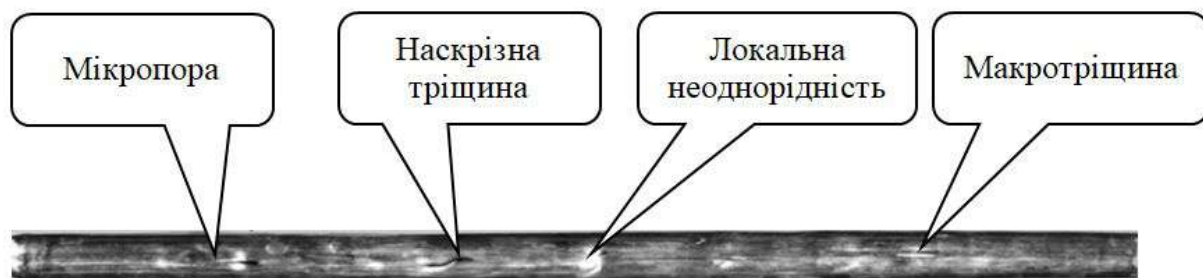 Мікропора
Наскрізна
тріщина
Локальна
неоднорідність
Макротріщина